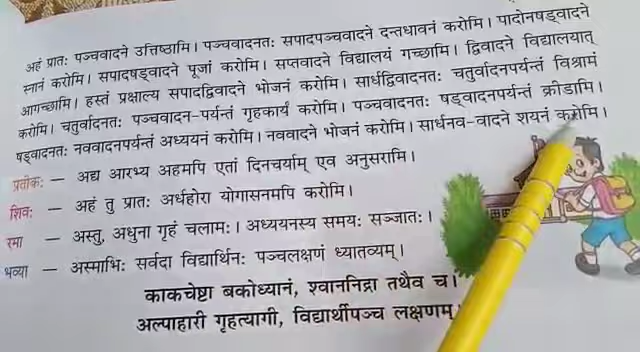 अहं प्रातः पञ्चवादने उत्तिष्ठामि। पञ्चवादनतः सपादपञ्चवादने दन्तधावनं करोमि। पादोनषड्वादने
स्नानं करोमि। सपादषड्वादने पूजां करोमि। सप्तवादने विद्यालयं गच्छामि। द्विवादने विद्यालयात्
आगच्छामि। हस्तं प्रक्षाल्य सपादद्विवादने भोजनं करोमि। सार्धद्विवादनतः चतुर्वादनपर्यन्तं विश्रामं
करोमि। चतुर्वादनतः पञ्चवादन-पर्यन्तं गृहकार्यं करोमि। पञ्चवादनतः षड्वादनपर्यन्तं क्रीडामि।
षड्वादनतः नववादनपर्यन्तं अध्ययनं करोमि। नववादने भोजनं करोमि। सार्धनव-वादने शयनं करोमि।
प्रतीकः — अद्य आरभ्य अहमपि एतां दिनचर्याम् एव अनुसरामि।
शिवः — अहं तु प्रातः अर्धहोरा योगासनमपि करोमि।
रमा — अस्तु, अधुना गृहं चलामः। अध्ययनस्य समयः सञ्जातः।
भव्या — अस्माभिः सर्वदा विद्यार्थिनः पञ्चलक्षणं ध्यातव्यम्।
काकचेष्टा बकोध्यानं, श्वाननिद्रा तथैव च।
अल्पाहारी गृहत्यागी, विद्यार्थीपञ्च लक्षणम्